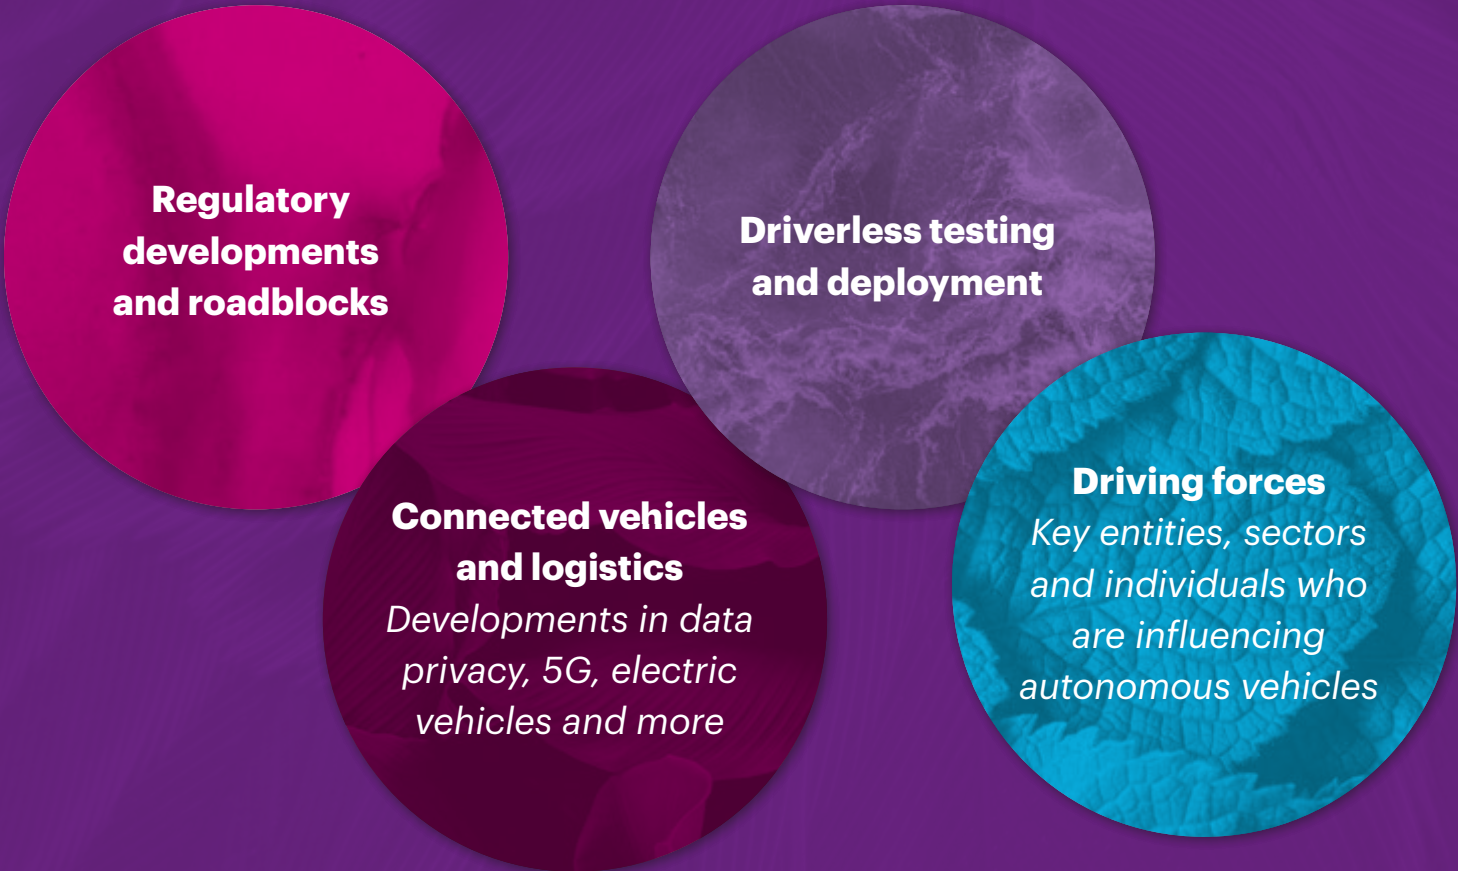 Regulatory
developments
and roadblocks
Driverless testing
and deployment
Connected vehicles
and logistics
Developments in data
privacy, 5G, electric
vehicles and more
Driving forces
Key entities, sectors
and individuals who
are influencing
autonomous vehicles